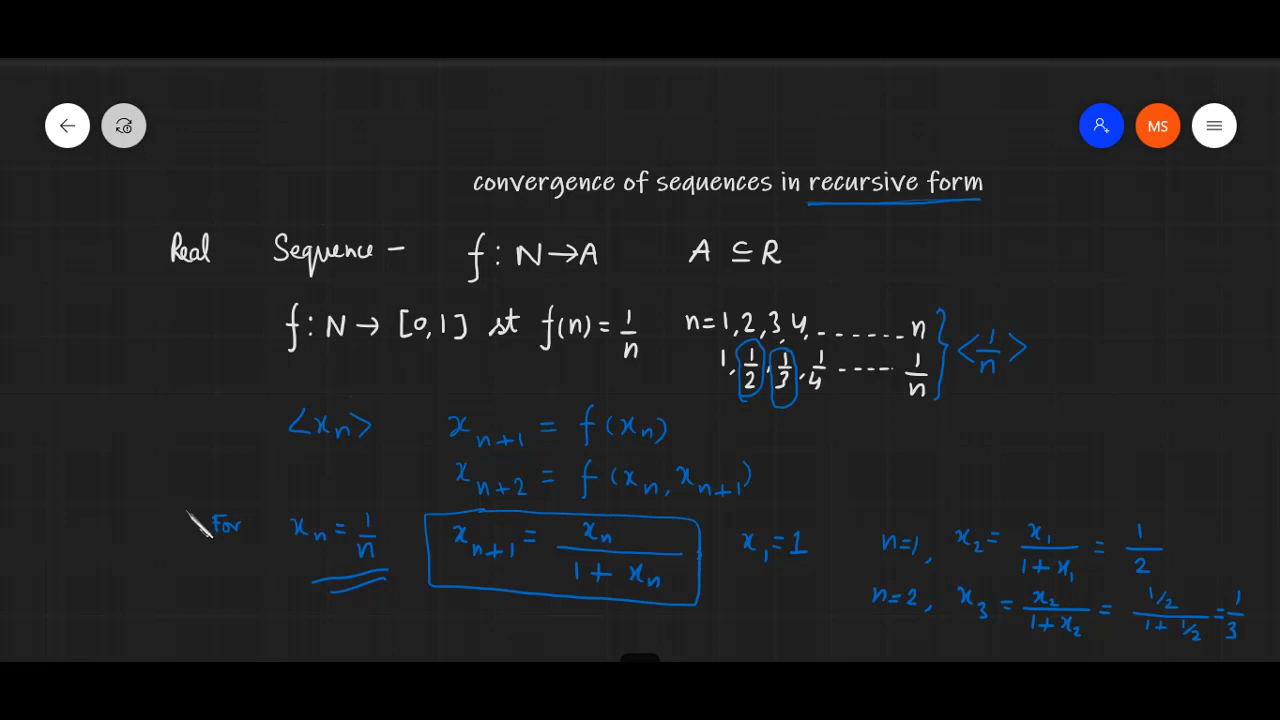 MS
convergence of sequences in recursive form
Real Sequence - f : N → A A ⊆ R
f : N → [0,1] st f(n) = 1/n n = 1, 2, 3, 4, ....... n
1, 1/2, 1/3, 1/4 ----- 1/n <1/n>
<xₙ> xₙ₊₁ = f(xₙ)
xₙ₊₂ = f(xₙ, xₙ₊₁)
For xₙ = 1/n xₙ₊₁ = xₙ/(1 + xₙ) x₁ = 1 n=1, x₂ = x₁/(1 + x₁) = 1/2
n=2, x₃ = x₂/(1 + x₂) = 1/2/(1 + 1/2) = 1/3